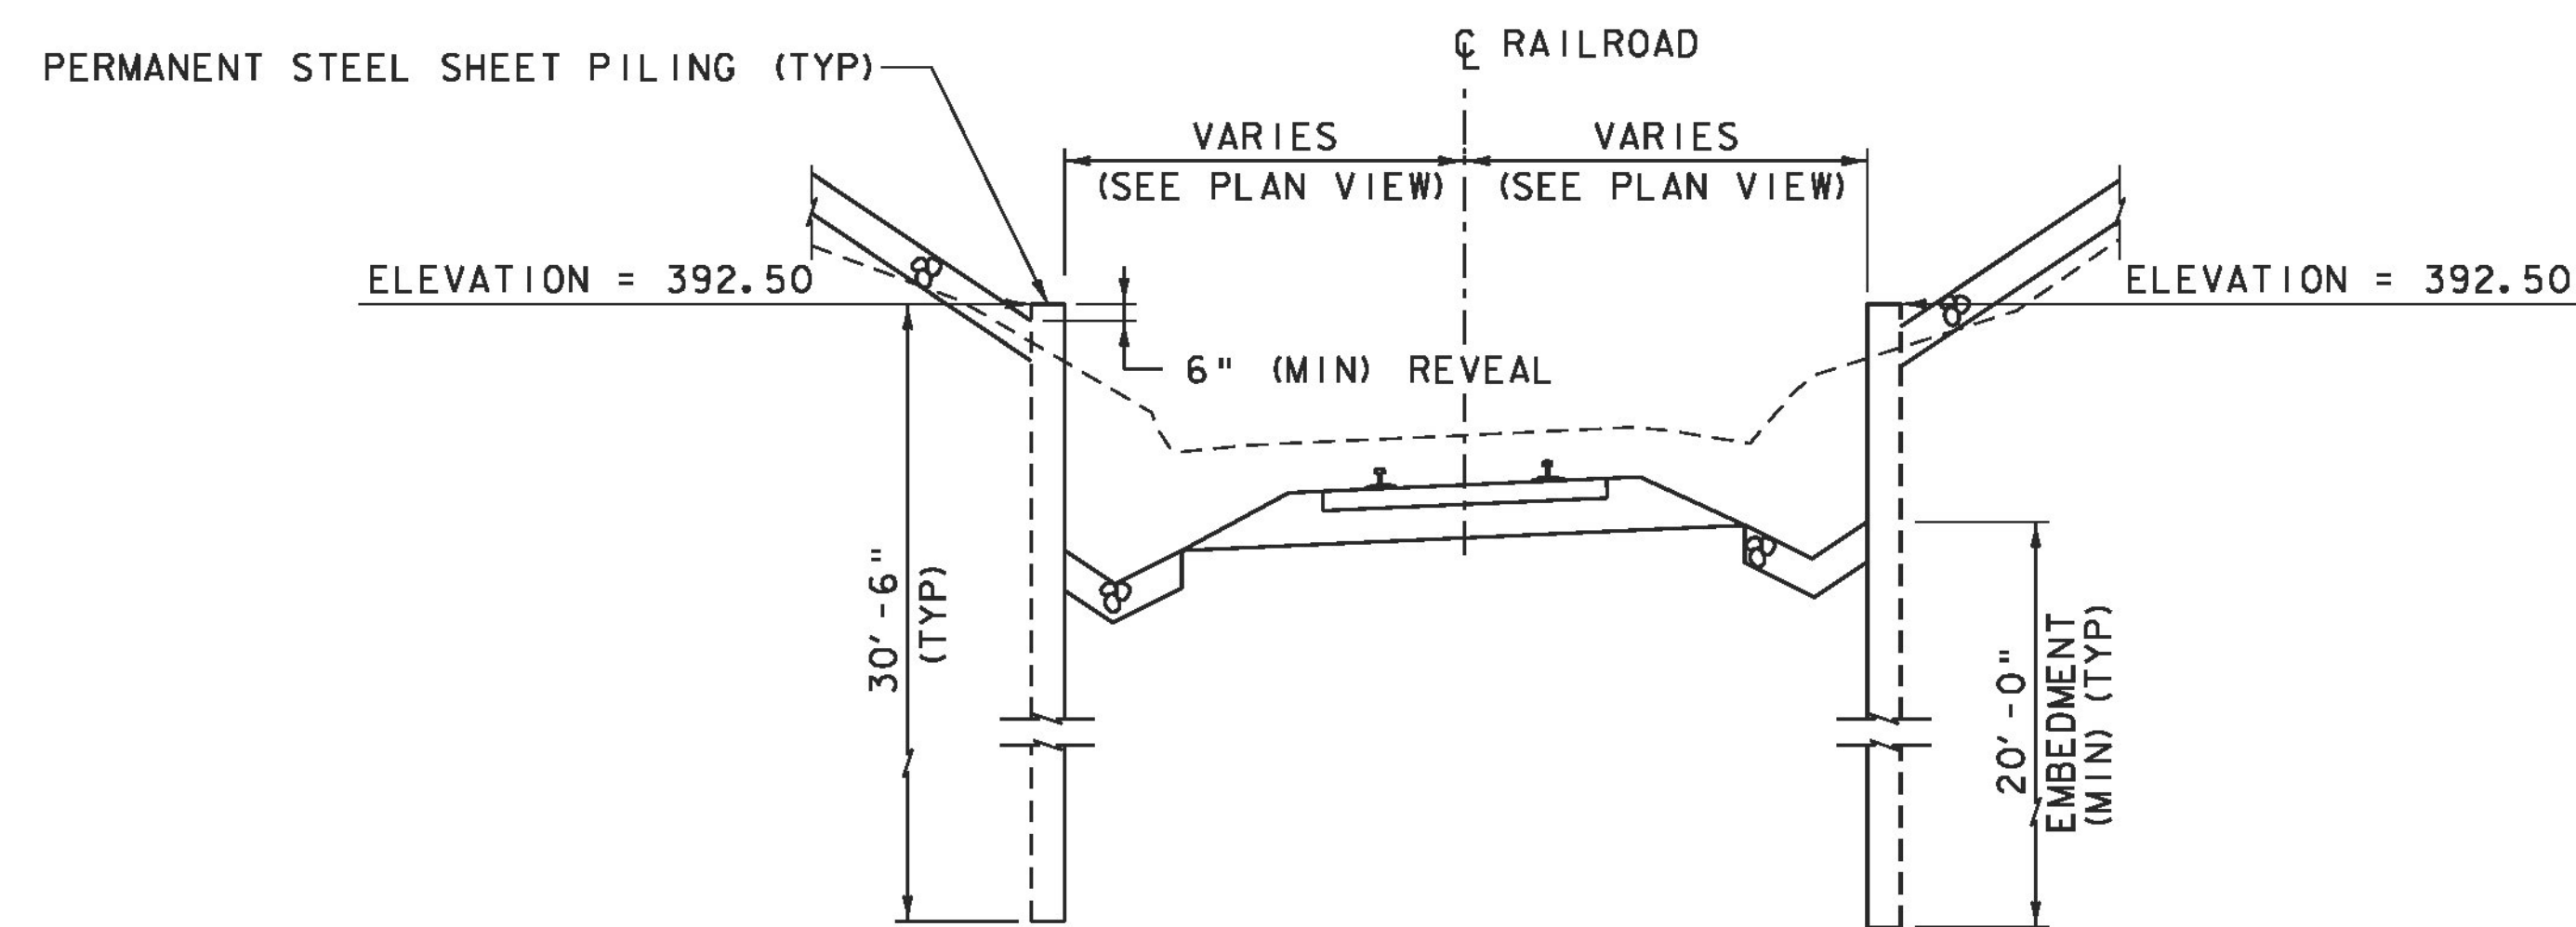 ℄ RAILROAD
PERMANENT STEEL SHEET PILING (TYP)
VARIES
(SEE PLAN VIEW)
VARIES
(SEE PLAN VIEW)
ELEVATION = 392.50
ELEVATION = 392.50
6" (MIN) REVEAL
30'-6"
(TYP)
20'-0"
EMBEDMENT
(MIN) (TYP)